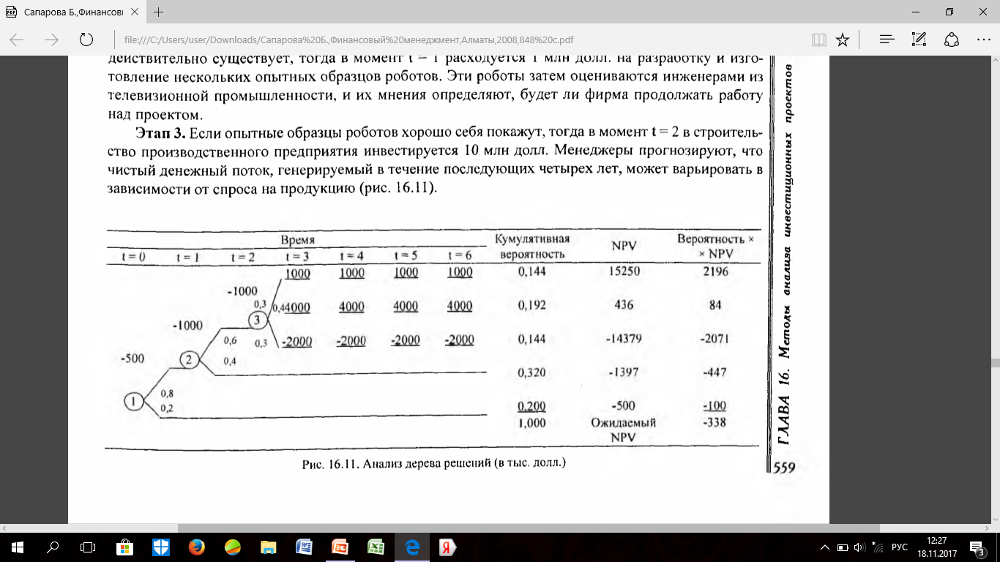 Сапарова Б.,Финансовы
file:///C:/Users/user/Downloads/Сапарова%20Б.,Финансовый%20менеджмент,Алматы,2008,848%20с.pdf
действительно существует, тогда в момент t = 1 расходуется 1 млн долл. на разработку и изго-
товление нескольких опытных образцов роботов. Эти роботы затем оцениваются инженерами из
телевизионной промышленности, и их мнения определяют, будет ли фирма продолжать работу
над проектом.
Этап 3. Если опытные образцы роботов хорошо себя покажут, тогда в момент t = 2 в строитель-
ство производственного предприятия инвестируется 10 млн долл. Менеджеры прогнозируют, что
чистый денежный поток, генерируемый в течение последующих четырех лет, может варьировать в
зависимости от спроса на продукцию (рис. 16.11).
Время Кумулятивная вероятность NPV Вероятность × × NPV
t = 0 t = 1 t = 2 t = 3 t = 4 t = 5 t = 6
1000 1000 1000 1000 0,144 15250 2196
-1000
0,3 0,4 4000 4000 4000 4000 0,192 436 84
3
-1000
0,6 0,3 -2000 -2000 -2000 -2000 0,144 -14379 -2071
-500 2 0,4
0,320 -1397 -447
0,8
1 0,2 0.200 -500 -100
1,000 Ожидаемый NPV -338
Рис. 16.11. Анализ дерева решений (в тыс. долл.)
ГЛАВА 16. Методы анализа инвестиционных проектов
559
РУС
12:27
18.11.2017
3